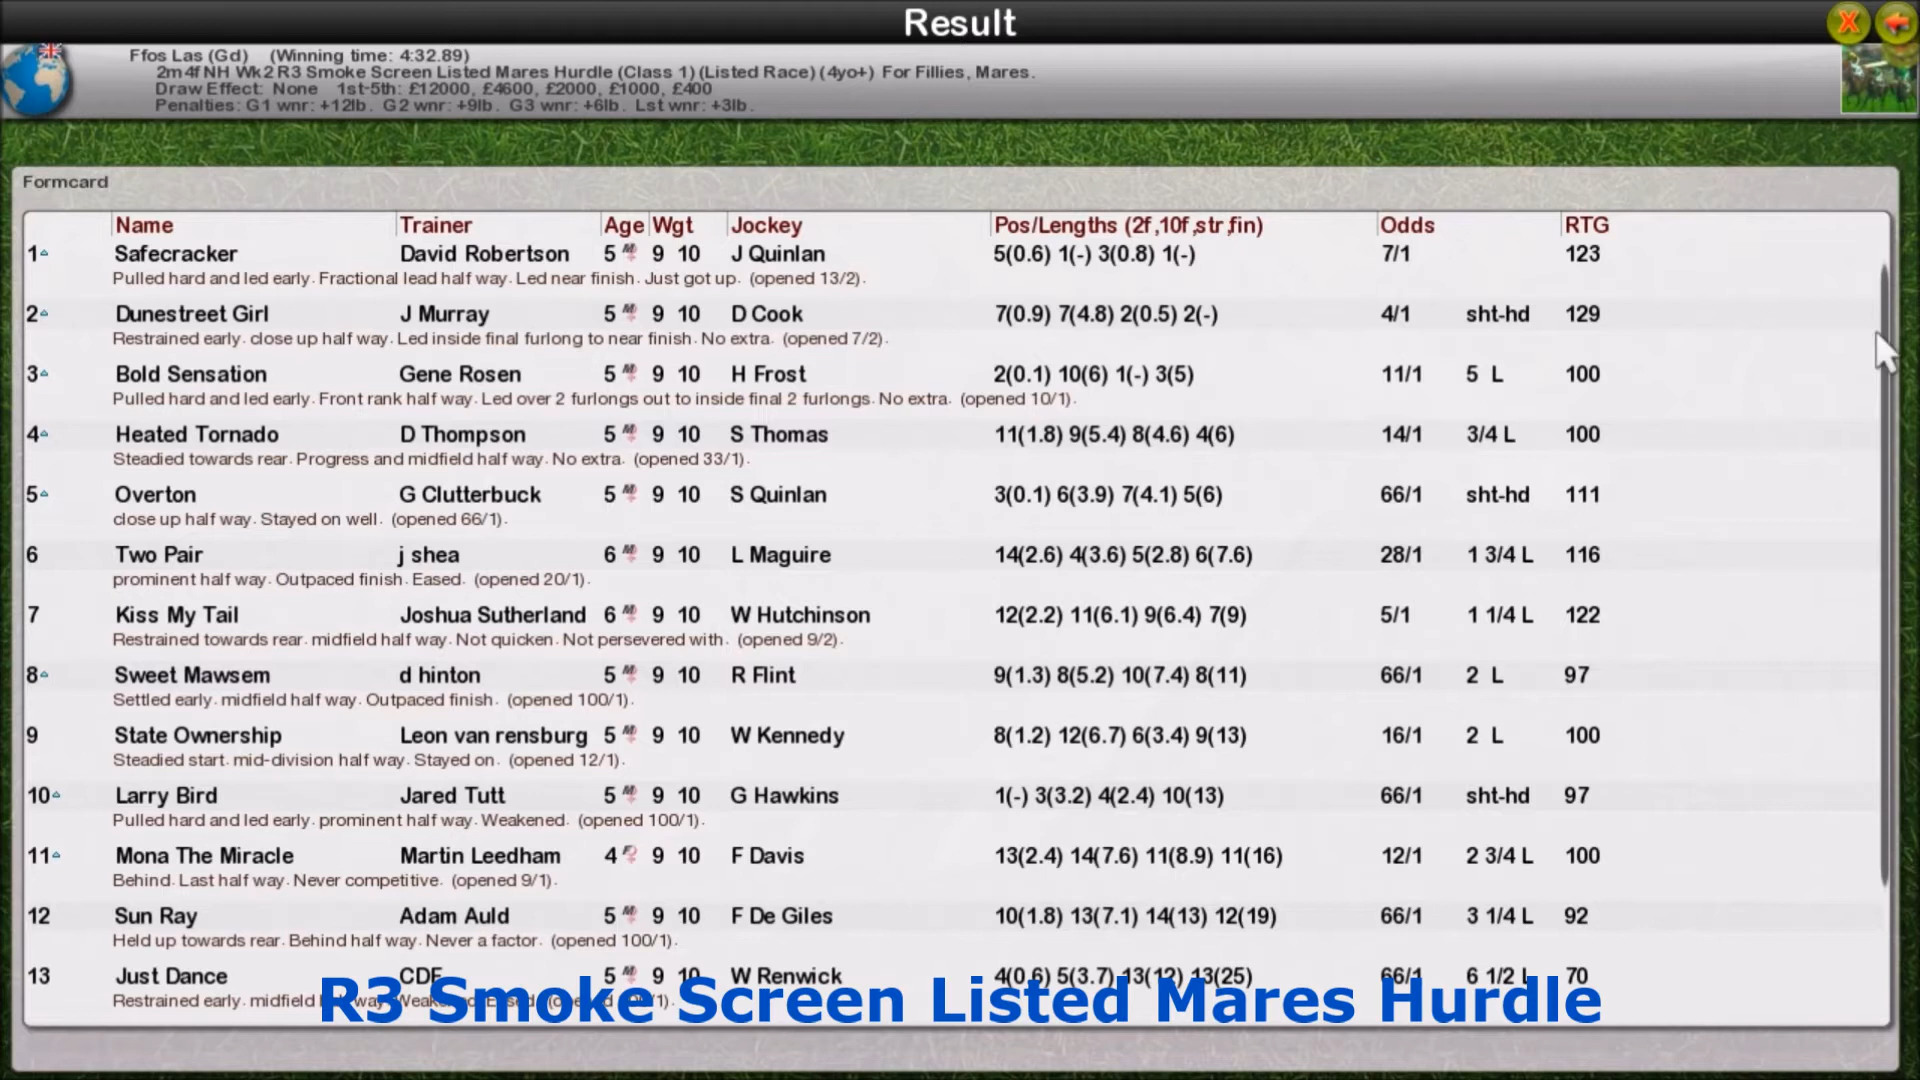 Result
Ffos Las (Gd) (Winning time: 4:32.89)
2m4f NH Wk2 R3 Smoke Screen Listed Mares Hurdle (Class 1) (Listed Race) (4yo+) For Fillies, Mares.
Draw Effect: None 1st-5th: £12000, £4600, £2000, £1000, £400
Penalties: G1 wnr: +12lb. G2 wnr: +9lb. G3 wnr: +6lb. Lst wnr: +3lb.
Formcard
Name Trainer Age Wgt Jockey Pos/Lengths (2f,10f,str,fin) Odds RTG
1 Safecracker David Robertson 5 M 9 10 J Quinlan 5(0.6) 1(-) 3(0.8) 1(-) 7/1 123
Pulled hard and led early. Fractional lead half way. Led near finish. Just got up. (opened 13/2).
2 Dunestreet Girl J Murray 5 M 9 10 D Cook 7(0.9) 7(4.8) 2(0.5) 2(-) 4/1 sht-hd 129
Restrained early. close up half way. Led inside final furlong to near finish. No extra. (opened 7/2).
3 Bold Sensation Gene Rosen 5 M 9 10 H Frost 2(0.1) 10(6) 1(-) 3(5) 11/1 5 L 100
Pulled hard and led early. Front rank half way. Led over 2 furlongs out to inside final 2 furlongs. No extra. (opened 10/1).
4 Heated Tornado D Thompson 5 M 9 10 S Thomas 11(1.8) 9(5.4) 8(4.6) 4(6) 14/1 3/4 L 100
Steadied towards rear. Progress and midfield half way. No extra. (opened 33/1).
5 Overton G Clutterbuck 5 M 9 10 S Quinlan 3(0.1) 6(3.9) 7(4.1) 5(6) 66/1 sht-hd 111
close up half way. Stayed on well. (opened 66/1).
6 Two Pair j shea 6 M 9 10 L Maguire 14(2.6) 4(3.6) 5(2.8) 6(7.6) 28/1 1 3/4 L 116
prominent half way. Outpaced finish. Eased. (opened 20/1).
7 Kiss My Tail Joshua Sutherland 6 M 9 10 W Hutchinson 12(2.2) 11(6.1) 9(6.4) 7(9) 5/1 1 1/4 L 122
Restrained towards rear. midfield half way. Not quicken. Not persevered with. (opened 9/2).
8 Sweet Mawsem d hinton 5 M 9 10 R Flint 9(1.3) 8(5.2) 10(7.4) 8(11) 66/1 2 L 97
Settled early. midfield half way. Outpaced finish. (opened 100/1).
9 State Ownership Leon van rensburg 5 M 9 10 W Kennedy 8(1.2) 12(6.7) 6(3.4) 9(13) 16/1 2 L 100
Steadied start. mid-division half way. Stayed on. (opened 12/1).
10 Larry Bird Jared Tutt 5 M 9 10 G Hawkins 1(-) 3(3.2) 4(2.4) 10(13) 66/1 sht-hd 97
Pulled hard and led early. prominent half way. Weakened. (opened 100/1).
11 Mona The Miracle Martin Leedham 4 F 9 10 F Davis 13(2.4) 14(7.6) 11(8.9) 11(16) 12/1 2 3/4 L 100
Behind. Last half way. Never competitive. (opened 9/1).
12 Sun Ray Adam Auld 5 M 9 10 F De Giles 10(1.8) 13(7.1) 14(13) 12(19) 66/1 3 1/4 L 92
Held up towards rear. Behind half way. Never a factor. (opened 100/1).
13 Just Dance CDF 5 M 9 10 W Renwick 4(0.6) 5(3.7) 13(12) 13(25) 66/1 6 1/2 L 70
Restrained early. midfield
R3 Smoke Screen Listed Mares Hurdle